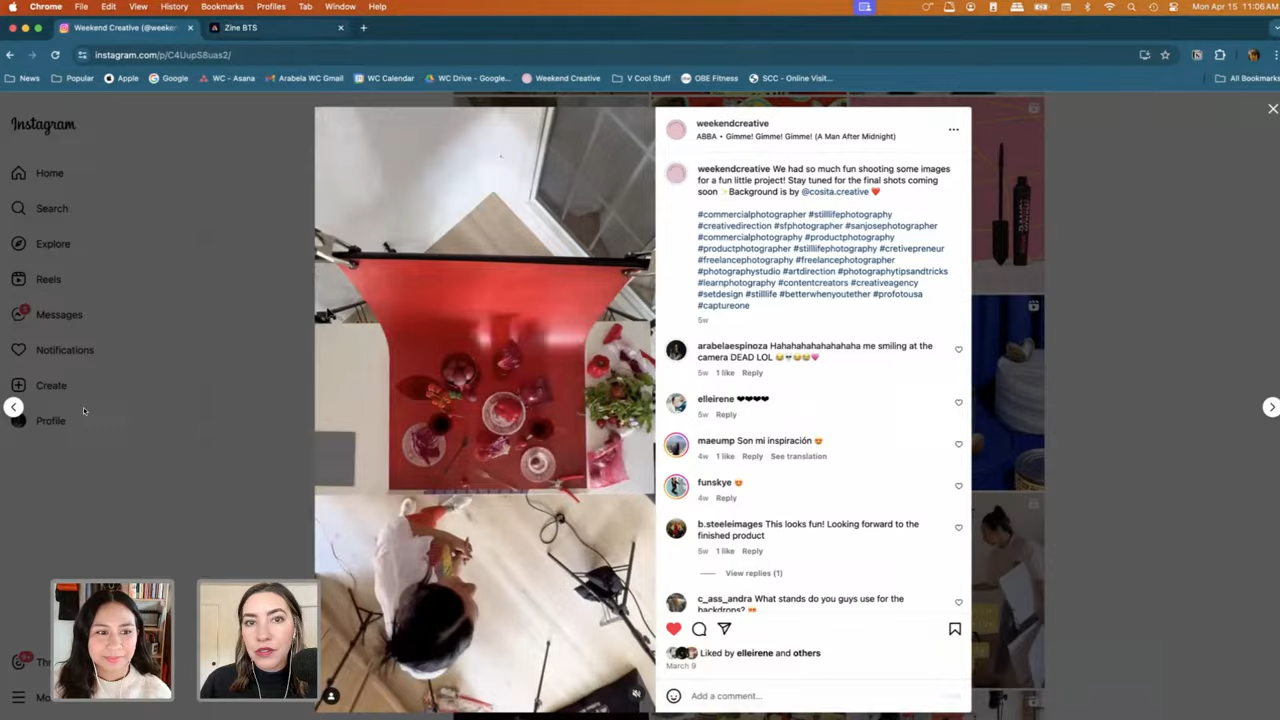 Chrome File Edit View History Bookmarks Profiles Tab Window Help
Mon Apr 15 11:06AM
Weekend Creative (@weeken
Zine BTS
instagram.com/p/C4UupS8uas2/
News Popular Apple Google WC - Asana Arabela WC Gmail WC Calendar WC Drive - Google... Weekend Creative V Cool Stuff OBE Fitness SCC - Online Visit... All Bookmarks
Instagram
Home
Search
Explore
Reels
Messages
Notifications
Create
Profile
weekendcreative
ABBA • Gimme! Gimme! Gimme! (A Man After Midnight)
weekendcreative We had so much fun shooting some images
for a fun little project! Stay tuned for the final shots coming
soon ✨Background is by @cosita.creative ❤️
#commercialphotographer #stilllifephotography
#creativedirection #sfphotographer #sanjosephotographer
#commercialphotography #productphotography
#productphotographer #stilllifephotography #cretivepreneur
#freelancephotography #freelancephotographer
#photographystudio #artdirection #photographytipsandtricks
#learnphotography #contentcreators #creativeagency
#setdesign #stilllife #betterwhenyoutether #profotousa
#captureone
5w
arabelaespinoza Hahahahahahahaha me smiling at the
camera DEAD LOL 😂💀😂😭💗
5w 1 like Reply
elleirene ❤❤❤❤
5w Reply
maeump Son mi inspiración 😍
4w 1 like Reply See translation
funskye 😍
4w Reply
b.steeleimages This looks fun! Looking forward to the
finished product
5w 1 like Reply
View replies (1)
c_ass_andra What stands do you guys use for the
backdrops? 😍
Liked by elleirene and others
March 9
Add a comment...